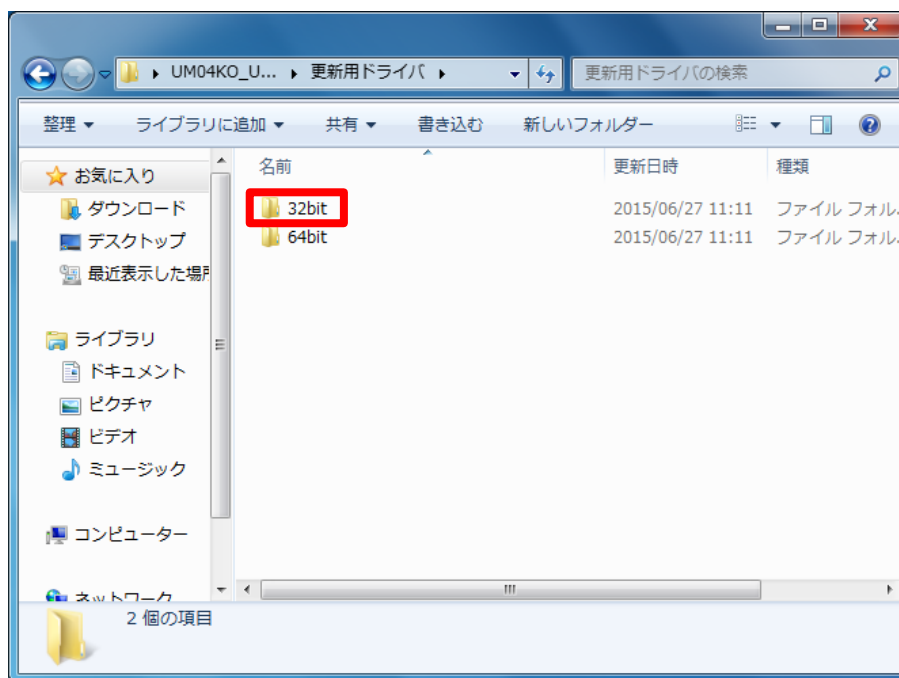 UM04KO_U... 更新用ドライバ 更新用ドライバの検索
整理 ライブラリに追加 共有 書き込む 新しいフォルダー
名前 更新日時 種類
お気に入り
ダウンロード
デスクトップ
最近表示した場所
ライブラリ
ドキュメント
ピクチャ
ビデオ
ミュージック
コンピューター
ネットワーク
32bit 2015/06/27 11:11 ファイル フォル
64bit 2015/06/27 11:11 ファイル フォル
2 個の項目